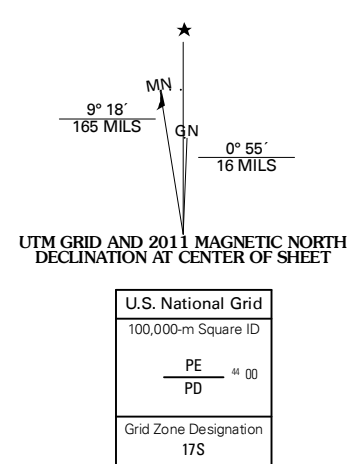 MN
9° 18´
165 MILS
GN
0° 55´
16 MILS
UTM GRID AND 2011 MAGNETIC NORTH
DECLINATION AT CENTER OF SHEET
U.S. National Grid
100,000-m Square ID
PE
44 00
PD
Grid Zone Designation
17S